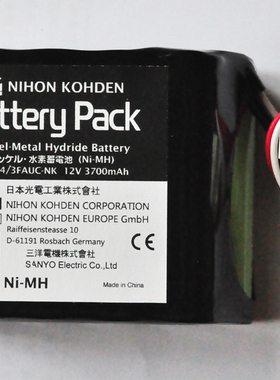 NIHON KOHDEN
ttery Pack
el-Metal Hydride Battery
ッケル・水素蓄電池 (Ni-MH)
4/3FAUC-NK 12V 3700mAh
日本光電工業株式会社
NIHON KOHDEN CORPORATION
NIHON KOHDEN EUROPE GmbH
Raiffeisenstrasse 10
D-61191 Rosbach Germany
三洋電機株式会社
SANYO Electric Co.,Ltd.
Ni-MH
Made in China